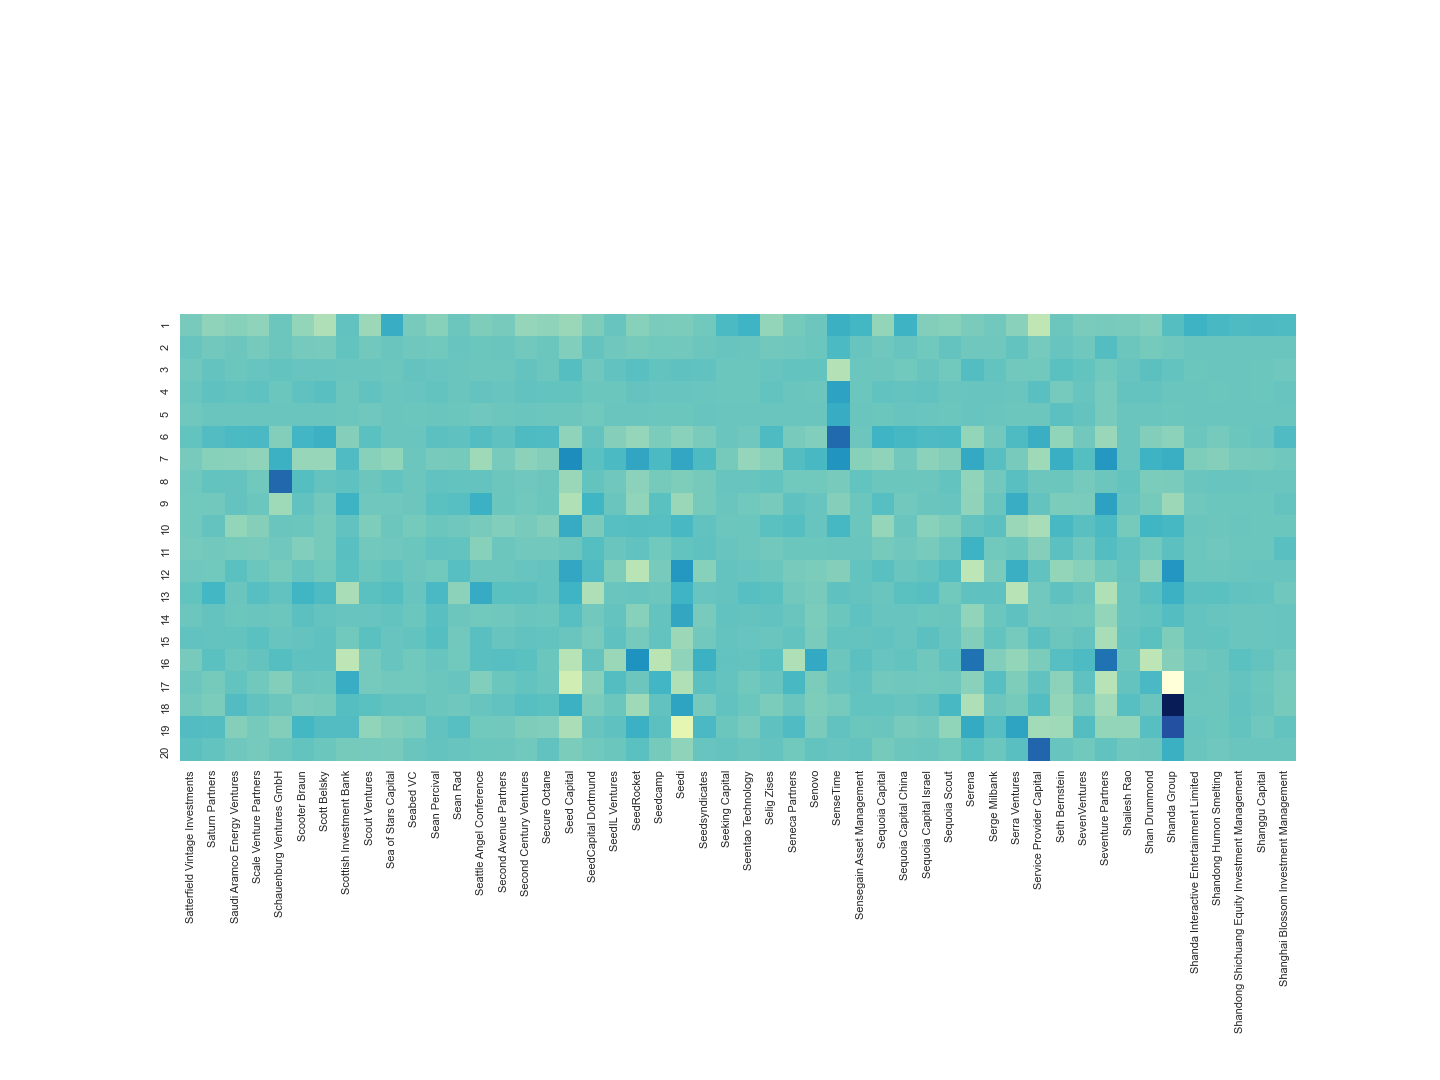 1
2
3
4
5
6
7
8
9
10
11
12
13
14
15
16
17
18
19
20
Satterfield Vintage Investments
Saturn Partners
Saudi Aramco Energy Ventures
Scale Venture Partners
Schauenburg Ventures GmbH
Scooter Braun
Scott Belsky
Scottish Investment Bank
Scout Ventures
Sea of Stars Capital
Seabed VC
Sean Percival
Sean Rad
Seattle Angel Conference
Second Avenue Partners
Second Century Ventures
Secure Octane
Seed Capital
SeedCapital Dortmund
SeedIL Ventures
SeedRocket
Seedcamp
Seedi
Seedsyndicates
Seeking Capital
Seentao Technology
Selig Zises
Seneca Partners
Senovo
SenseTime
Sensegain Asset Management
Sequoia Capital
Sequoia Capital China
Sequoia Capital Israel
Sequoia Scout
Serena
Serge Milbank
Serra Ventures
Service Provider Capital
Seth Bernstein
SevenVentures
Seventure Partners
Shailesh Rao
Shan Drummond
Shanda Group
Shanda Interactive Entertainment Limited
Shandong Humon Smelting
Shandong Shichuang Equity Investment Management
Shanggu Capital
Shanghai Blossom Investment Management